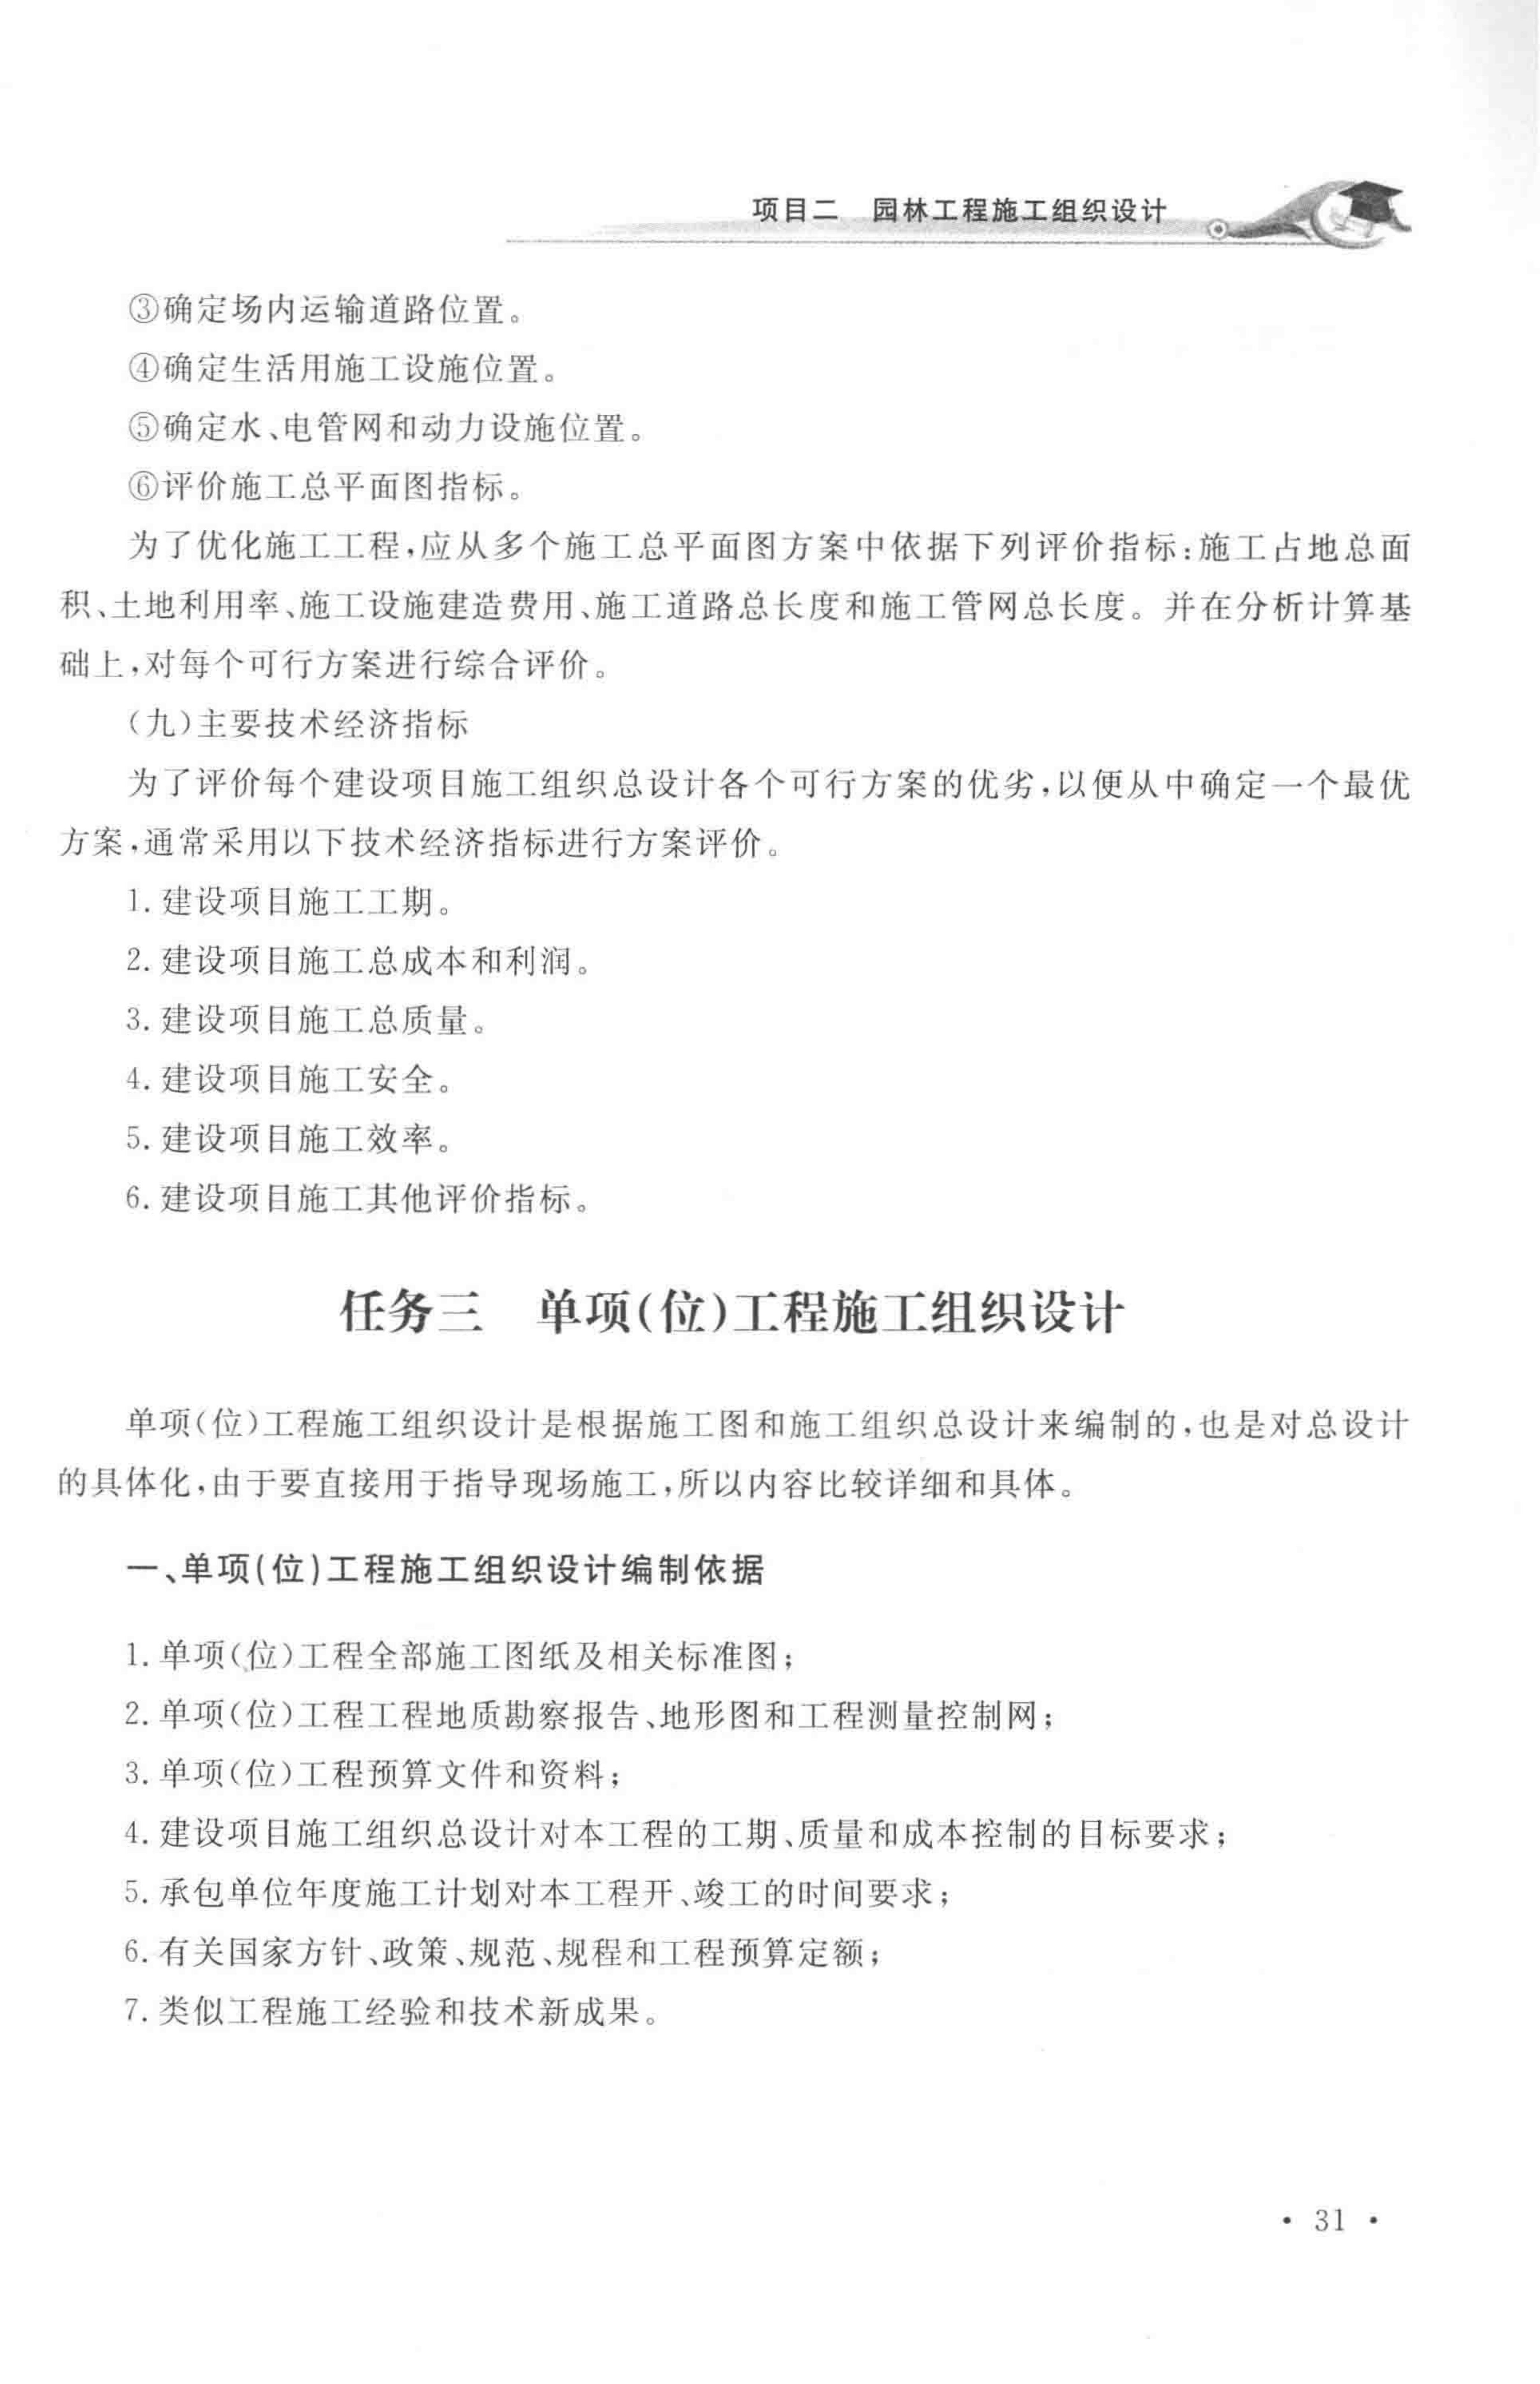 项目二　园林工程施工组织设计
③确定场内运输道路位置。
④确定生活用施工设施位置。
⑤确定水、电管网和动力设施位置。
⑥评价施工总平面图指标。
为了优化施工工程,应从多个施工总平面图方案中依据下列评价指标:施工占地总面
积、土地利用率、施工设施建造费用、施工道路总长度和施工管网总长度。并在分析计算基
础上,对每个可行方案进行综合评价。
(九)主要技术经济指标
为了评价每个建设项目施工组织总设计各个可行方案的优劣,以便从中确定一个最优
方案,通常采用以下技术经济指标进行方案评价。
1. 建设项目施工工期。
2. 建设项目施工总成本和利润。
3. 建设项目施工总质量。
4. 建设项目施工安全。
5. 建设项目施工效率。
6. 建设项目施工其他评价指标。
任务三　单项(位)工程施工组织设计
单项(位)工程施工组织设计是根据施工图和施工组织总设计来编制的,也是对总设计
的具体化,由于要直接用于指导现场施工,所以内容比较详细和具体。
一、单项(位)工程施工组织设计编制依据
1. 单项(位)工程全部施工图纸及相关标准图;
2. 单项(位)工程工程地质勘察报告、地形图和工程测量控制网;
3. 单项(位)工程预算文件和资料;
4. 建设项目施工组织总设计对本工程的工期、质量和成本控制的目标要求;
5. 承包单位年度施工计划对本工程开、竣工的时间要求;
6. 有关国家方针、政策、规范、规程和工程预算定额;
7. 类似工程施工经验和技术新成果。
· 31 ·